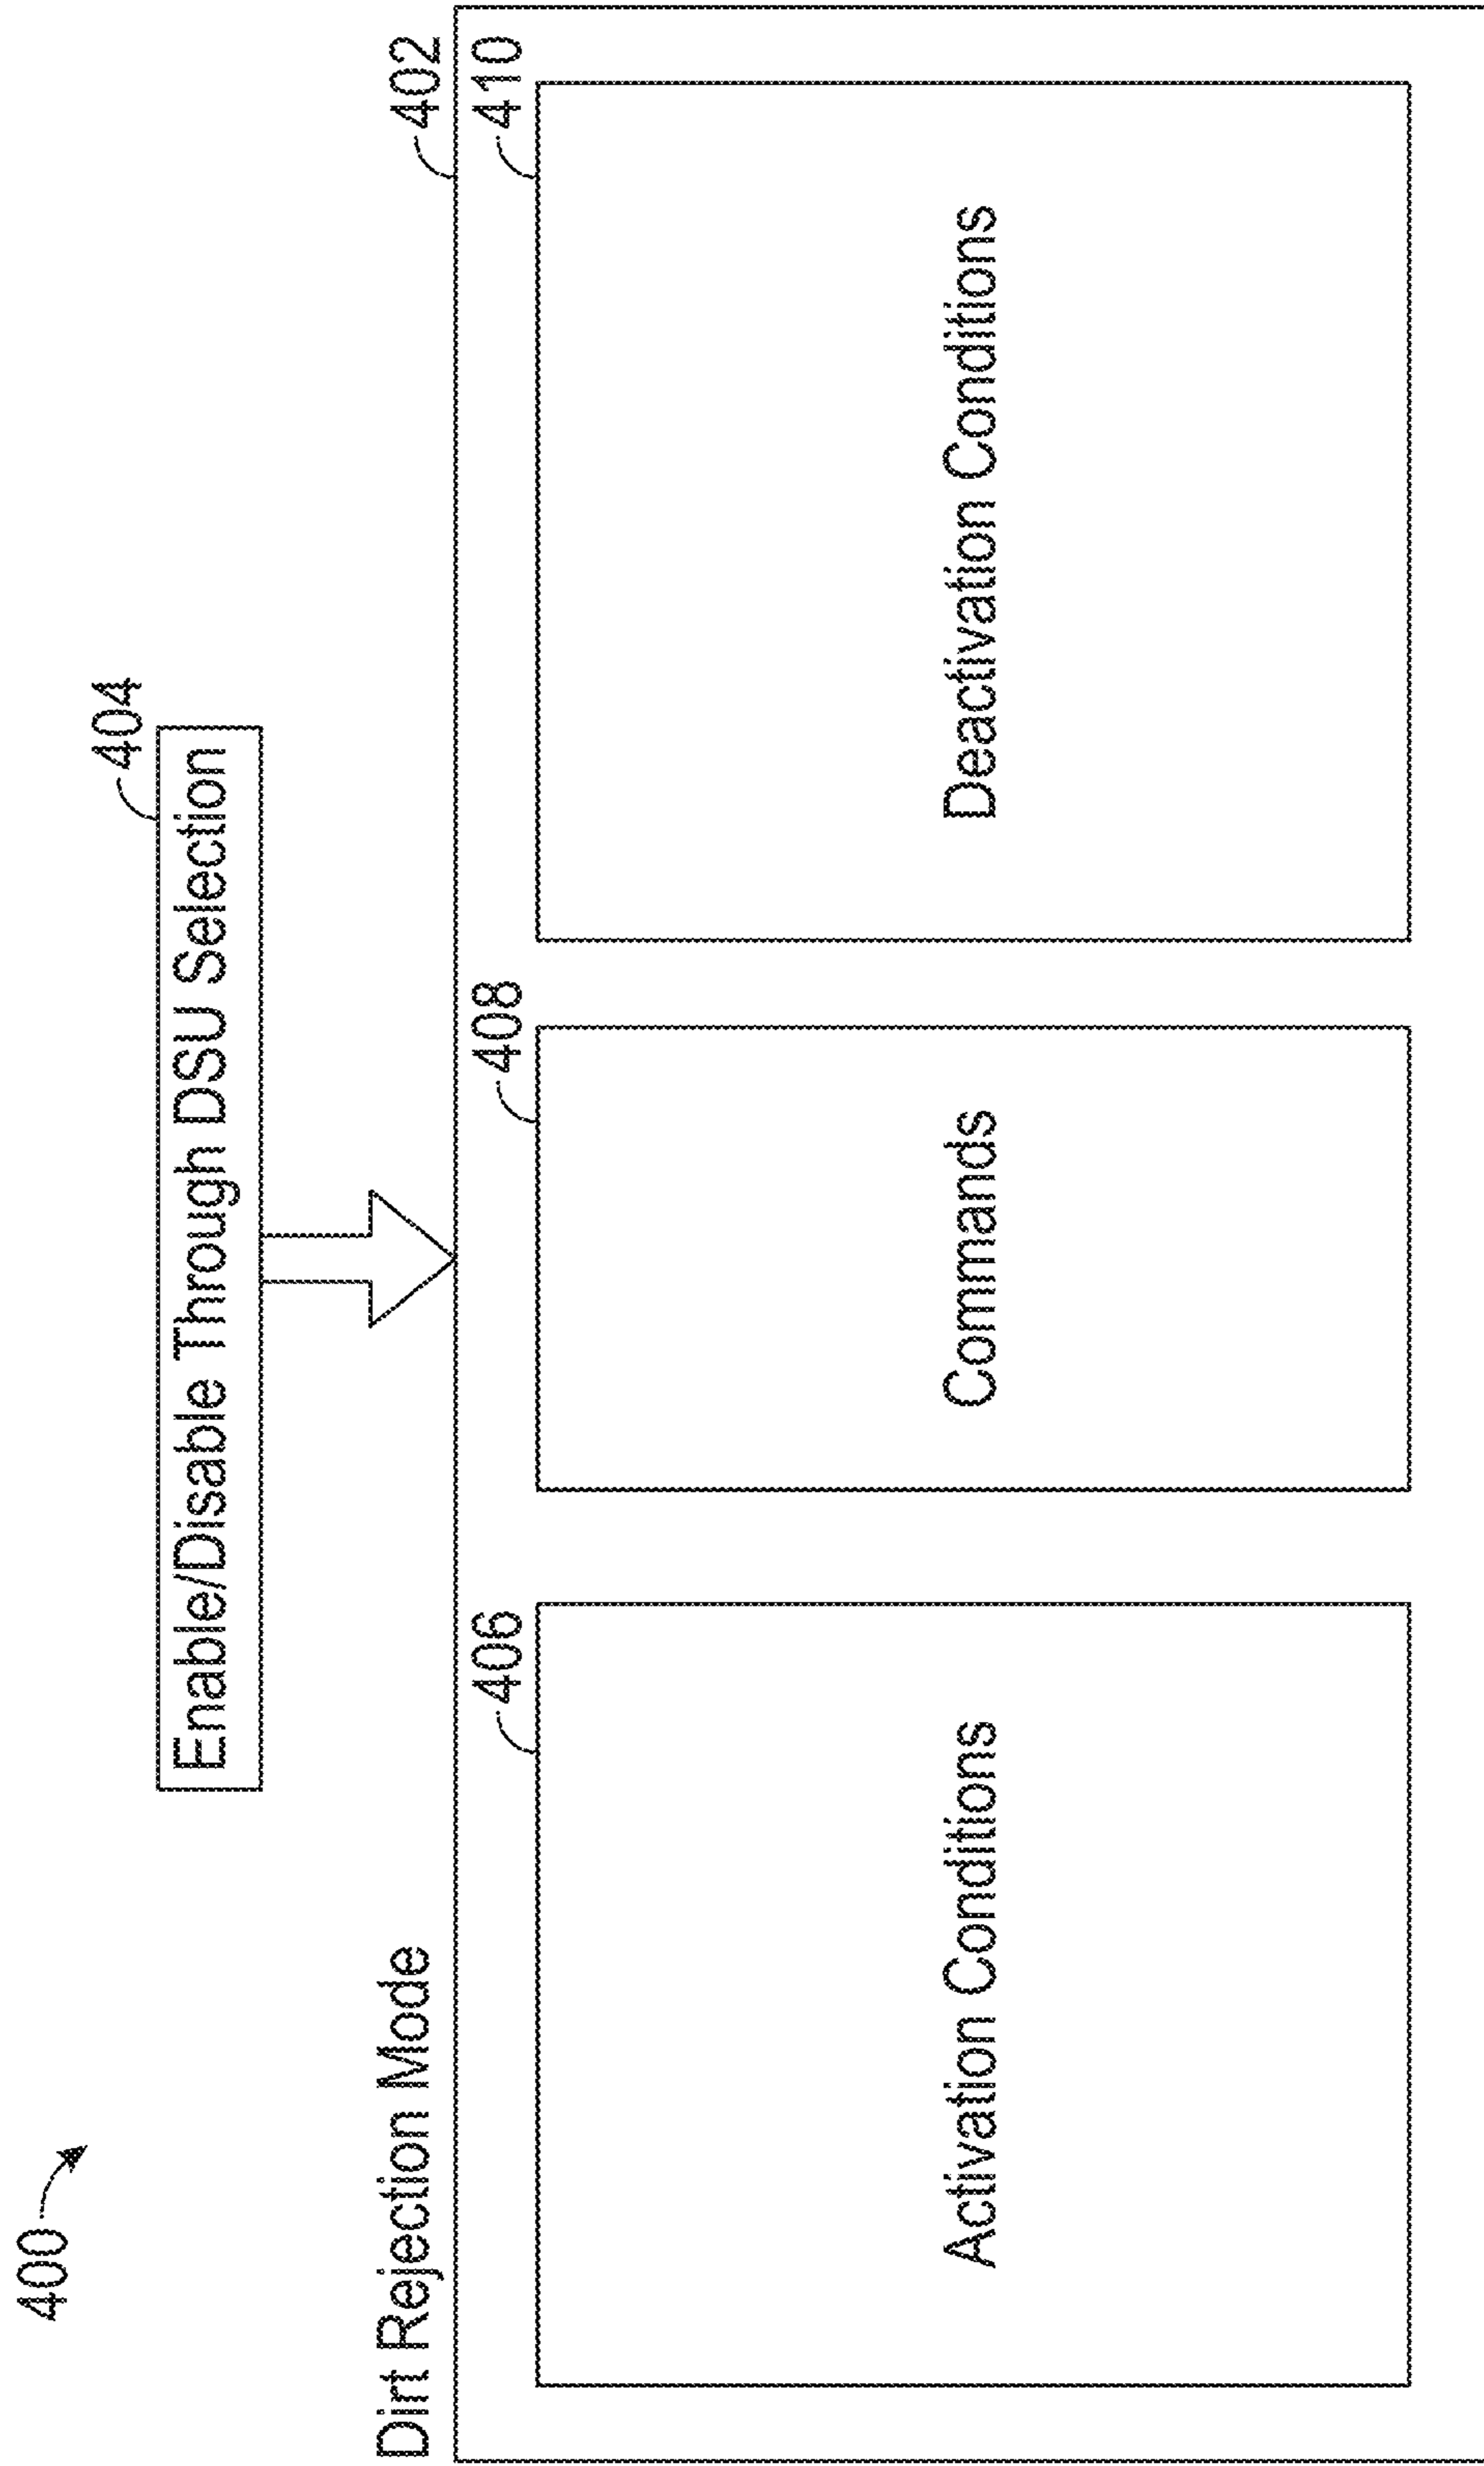 400
404
Enable/Disable Through DSU Selection
Dirt Rejection Mode
402
406
408
410
Activation Conditions
Commands
Deactivation Conditions